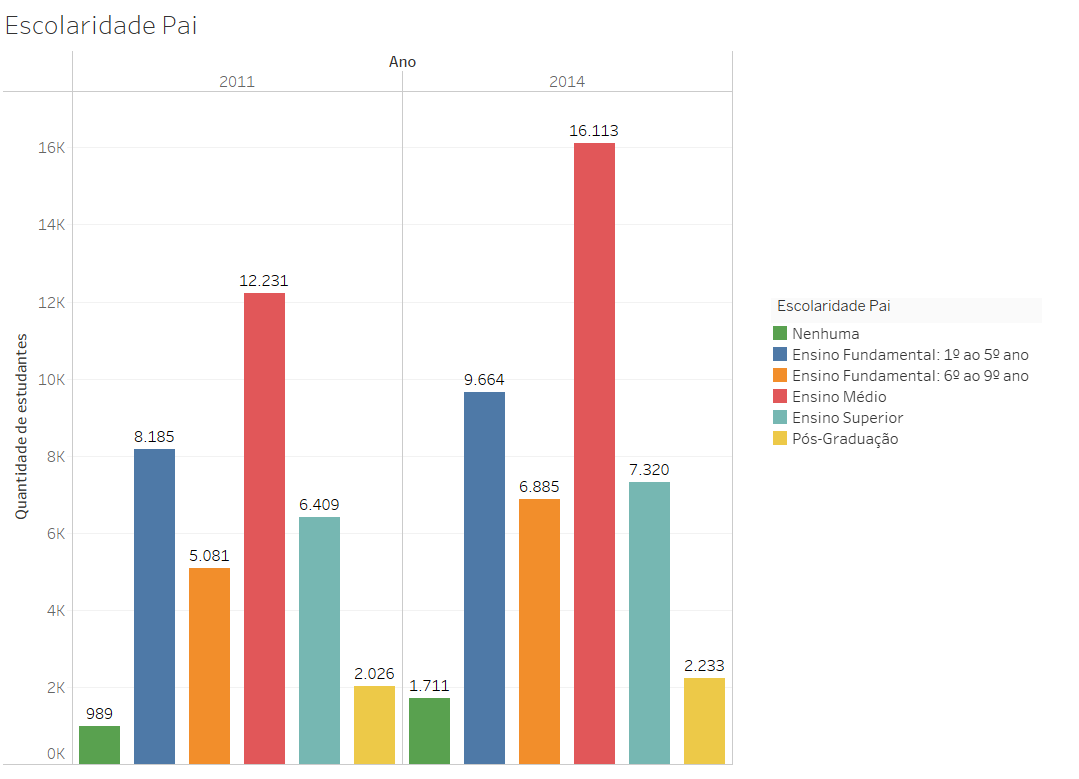 Escolaridade Pai
Ano
2011
2014
16K
14K
12K
10K
8K
6K
4K
2K
0K
Quantidade de estudantes
989
8.185
5.081
12.231
6.409
2.026
1.711
9.664
6.885
16.113
7.320
2.233
Escolaridade Pai
Nenhuma
Ensino Fundamental: 1º ao 5º ano
Ensino Fundamental: 6º ao 9º ano
Ensino Médio
Ensino Superior
Pós-Graduação